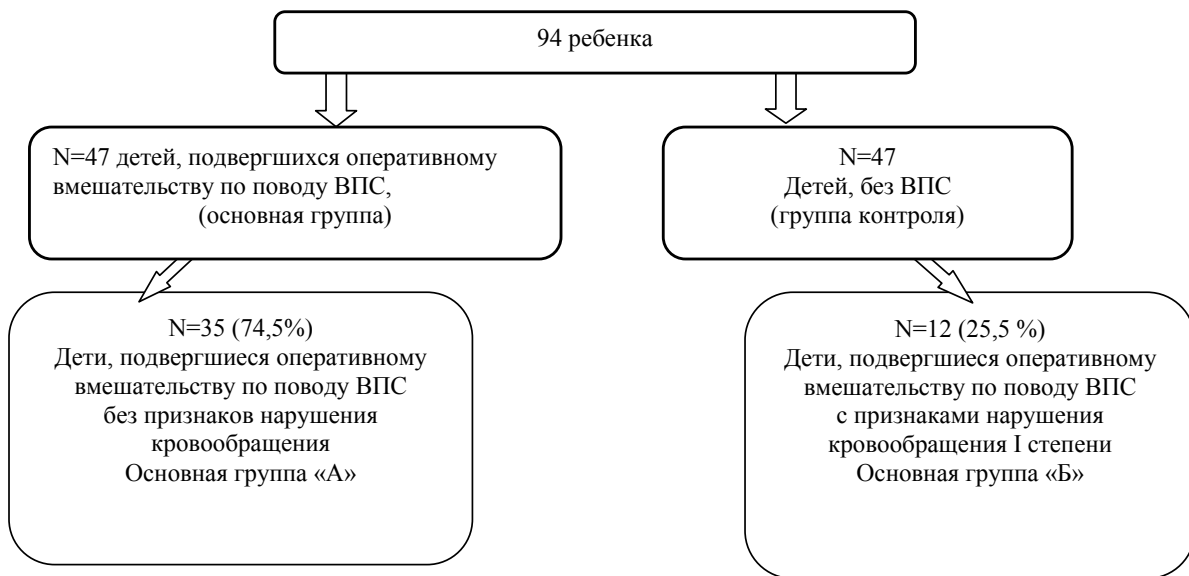 94 ребенка
N=47 детей, подвергшихся оперативному
вмешательству по поводу ВПС,
(основная группа)
N=47
Детей, без ВПС
(группа контроля)
N=35 (74,5%)
Дети, подвергшиеся оперативному
вмешательству по поводу ВПС
без признаков нарушения
кровообращения
Основная группа «А»
N=12 (25,5 %)
Дети, подвергшиеся оперативному
вмешательству по поводу ВПС
с признаками нарушения
кровообращения I степени
Основная группа «Б»